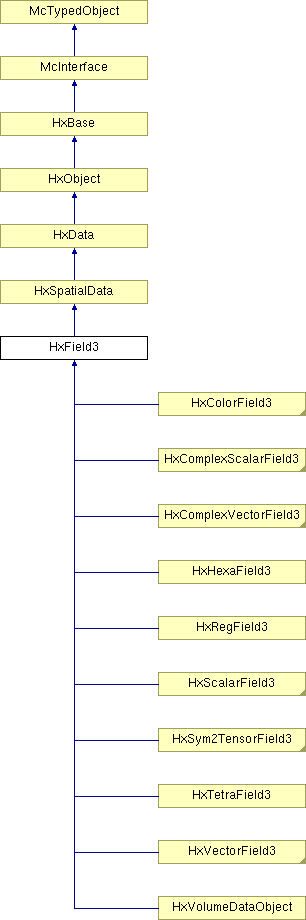 McTypedObject
McInterface
HxBase
HxObject
HxData
HxSpatialData
HxField3
HxColorField3
HxComplexScalarField3
HxComplexVectorField3
HxHexaField3
HxRegField3
HxScalarField3
HxSym2TensorField3
HxTetraField3
HxVectorField3
HxVolumeDataObject